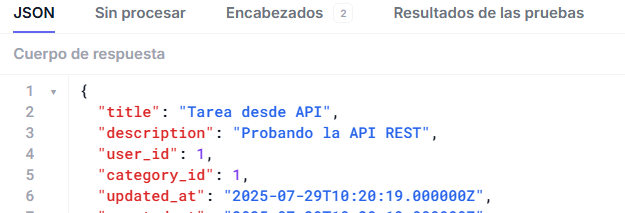 JSON Sin procesar Encabezados 2 Resultados de las pruebas
Cuerpo de respuesta
1 {
2 "title": "Tarea desde API",
3 "description": "Probando la API REST",
4 "user_id": 1,
5 "category_id": 1,
6 "updated_at": "2025-07-29T10:20:19.000000Z",